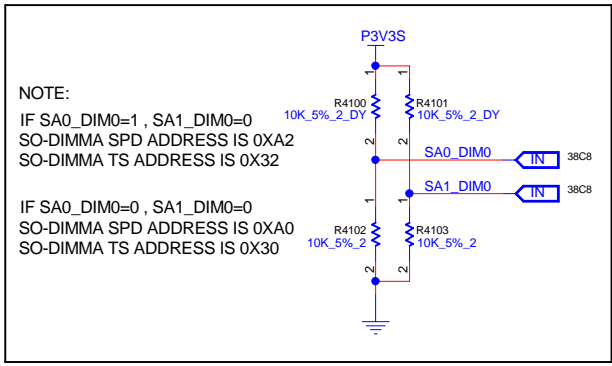 P3V3S
NOTE:
IF SA0_DIM0=1 , SA1_DIM0=0
SO-DIMMA SPD ADDRESS IS 0XA2
SO-DIMMA TS ADDRESS IS 0X32
IF SA0_DIM0=0 , SA1_DIM0=0
SO-DIMMA SPD ADDRESS IS 0XA0
SO-DIMMA TS ADDRESS IS 0X30
1 1
R4100 R4101
10K_5%_2_DY 10K_5%_2_DY
2 2
SA0_DIM0 IN 38C8
SA1_DIM0 IN 38C8
1 1
R4102 R4103
10K_5%_2 10K_5%_2
2 2